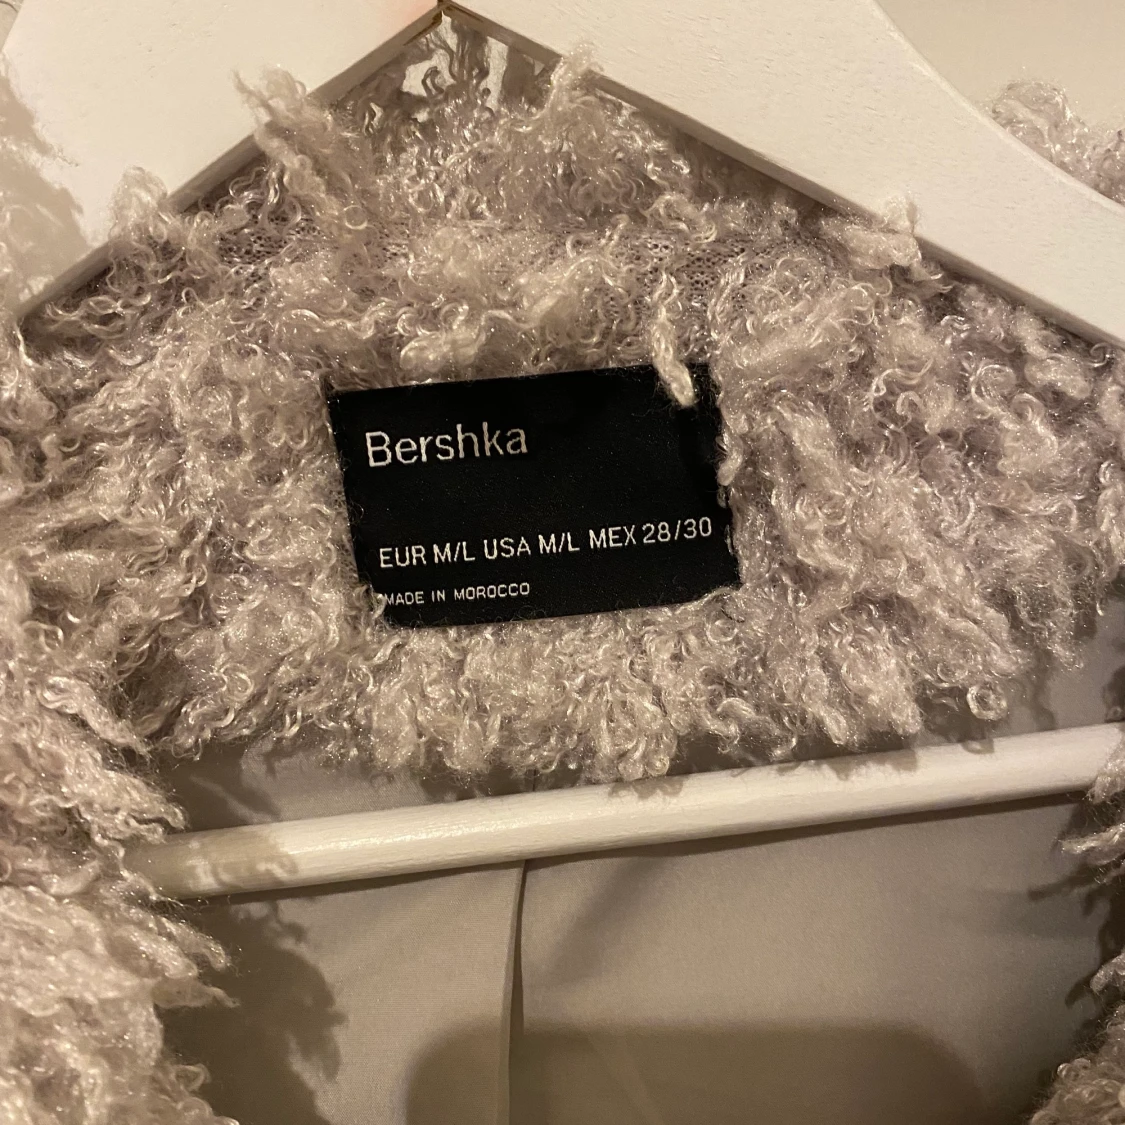 Bershka
EUR M/L USA M/L MEX 28/30
MADE IN MOROCCO